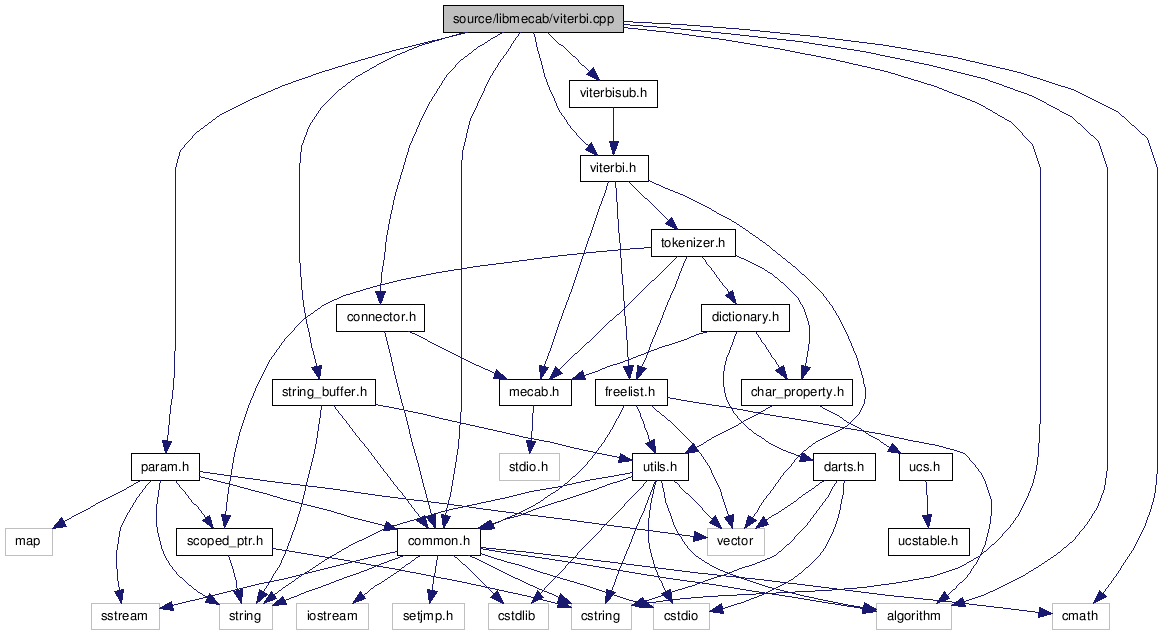 source/libmecab/viterbi.cpp
viterbisub.h
viterbi.h
tokenizer.h
connector.h
dictionary.h
string_buffer.h
mecab.h
freelist.h
char_property.h
param.h
stdio.h
utils.h
darts.h
ucs.h
map
scoped_ptr.h
common.h
vector
ucstable.h
sstream
string
iostream
setjmp.h
cstdlib
cstring
cstdio
algorithm
cmath